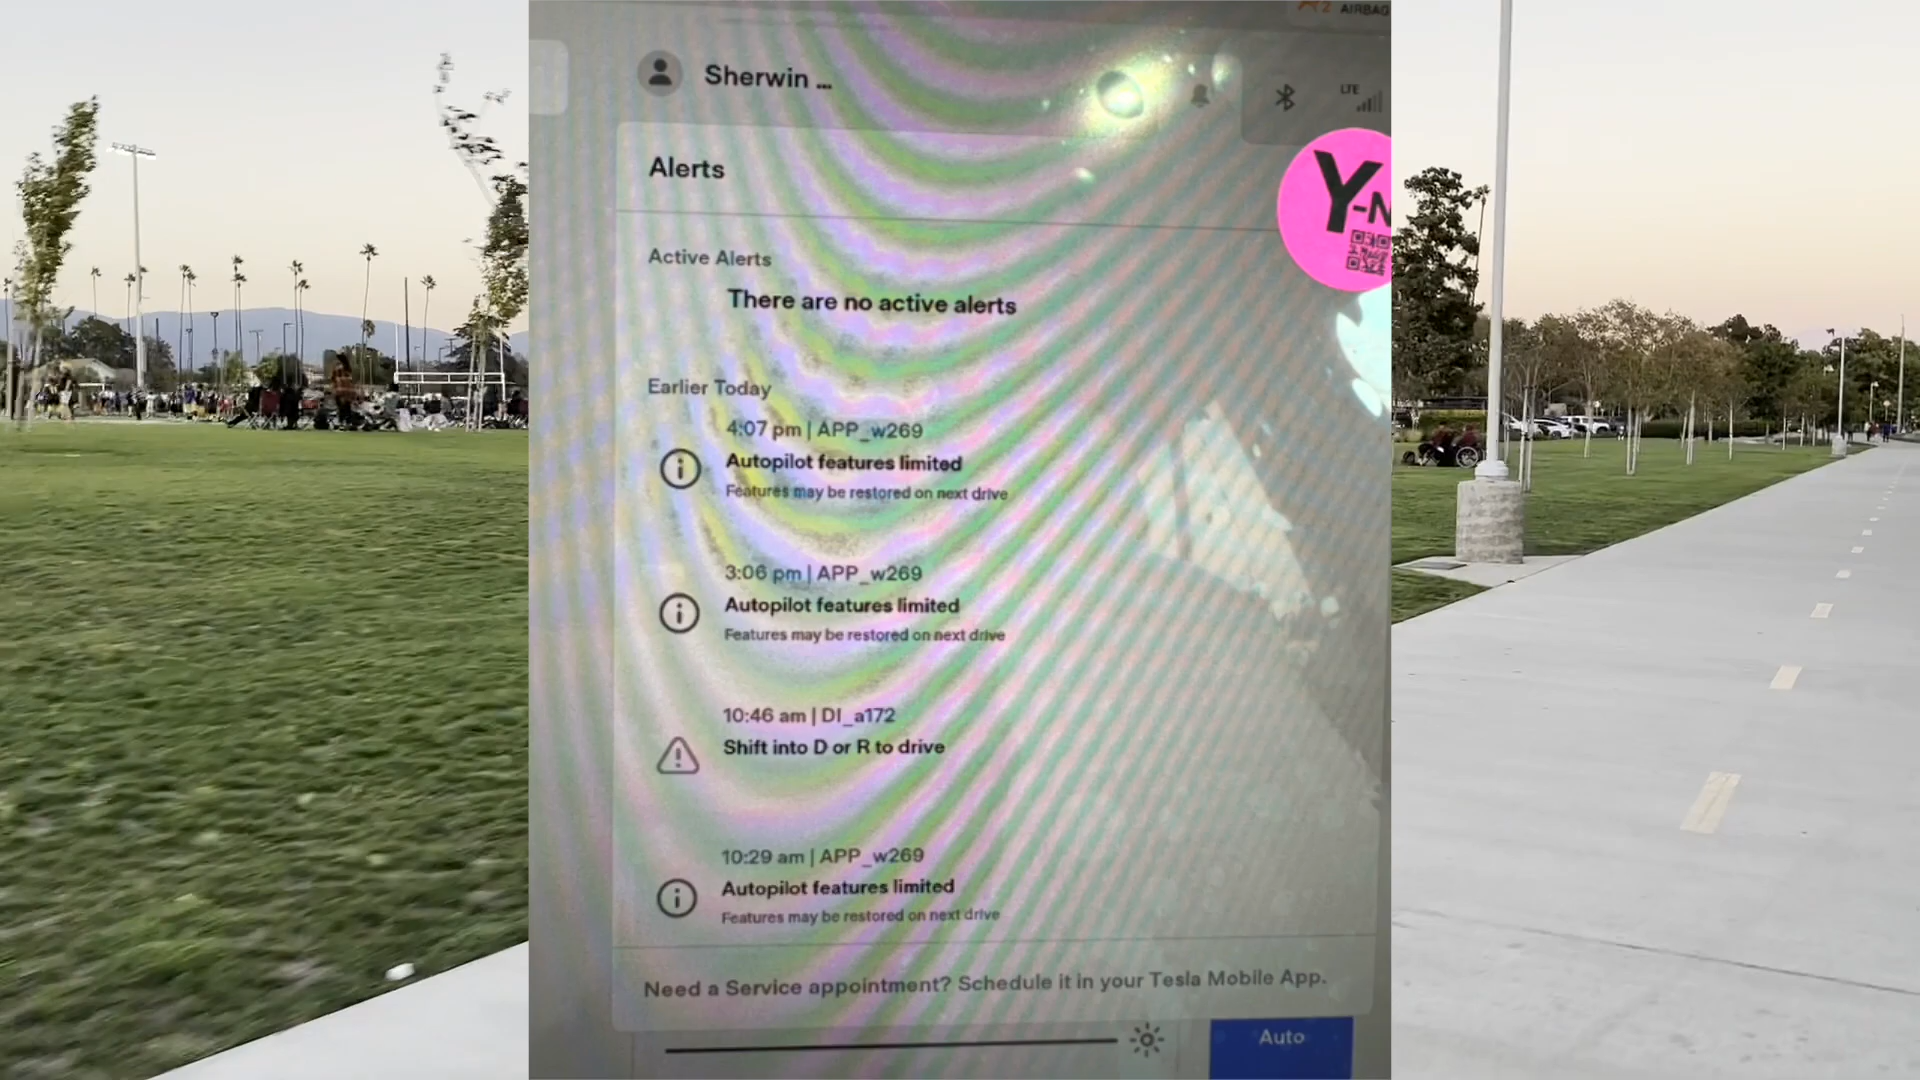 2 AIRBAG
Sherwin ...
LTE
Alerts
Y-N
Active Alerts
There are no active alerts
Earlier Today
4:07 pm | APP_w269
Autopilot features limited
Features may be restored on next drive
3:06 pm | APP_w269
Autopilot features limited
Features may be restored on next drive
10:46 am | DI_a172
Shift into D or R to drive
10:29 am | APP_w269
Autopilot features limited
Features may be restored on next drive
Need a Service appointment? Schedule it in your Tesla Mobile App.
Auto